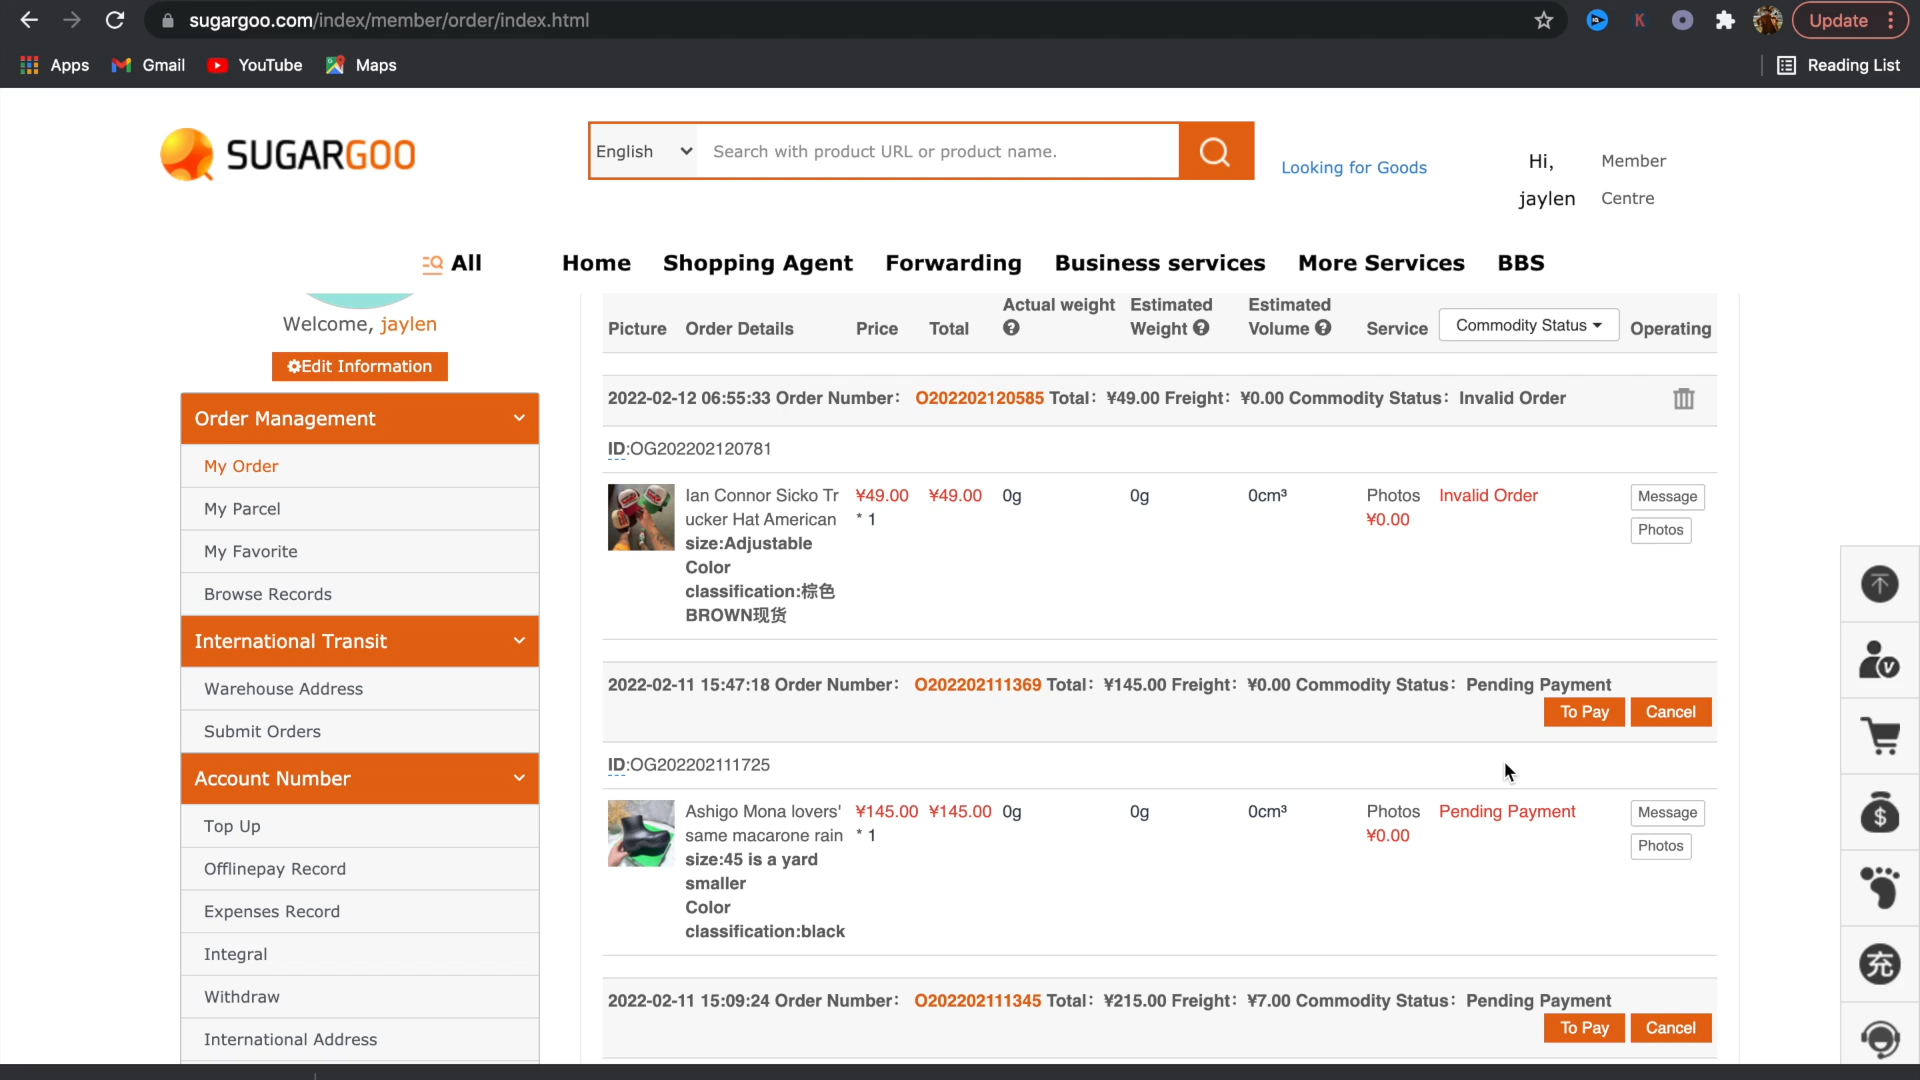 sugargoo.com/index/member/order/index.html
K
Update
Apps
Gmail
YouTube
Maps
Reading List
SUGARGOO
English
Search with product URL or product name.
Looking for Goods
Hi,
jaylen
Member
Centre
All
Home
Shopping Agent
Forwarding
Business services
More Services
BBS
Welcome, jaylen
Edit Information
Order Management
My Order
My Parcel
My Favorite
Browse Records
International Transit
Warehouse Address
Submit Orders
Account Number
Top Up
Offlinepay Record
Expenses Record
Integral
Withdraw
International Address
Picture
Order Details
Price
Total
Actual weight
Estimated
Weight
Estimated
Volume
Service
Commodity Status
Operating
2022-02-12 06:55:33 Order Number： O202202120585 Total： ¥49.00 Freight： ¥0.00 Commodity Status： Invalid Order
ID:OG202202120781
Ian Connor Sicko Tr
ucker Hat American
size:Adjustable
Color
classification:棕色
BROWN现货
¥49.00
* 1
¥49.00
0g
0g
0cm³
Photos
¥0.00
Invalid Order
Message
Photos
2022-02-11 15:47:18 Order Number： O202202111369 Total： ¥145.00 Freight： ¥0.00 Commodity Status： Pending Payment
To Pay
Cancel
ID:OG202202111725
Ashigo Mona lovers'
same macarone rain
size:45 is a yard
smaller
Color
classification:black
¥145.00
* 1
¥145.00
0g
0g
0cm³
Photos
¥0.00
Pending Payment
Message
Photos
2022-02-11 15:09:24 Order Number： O202202111345 Total： ¥215.00 Freight： ¥7.00 Commodity Status： Pending Payment
To Pay
Cancel
V
$
充